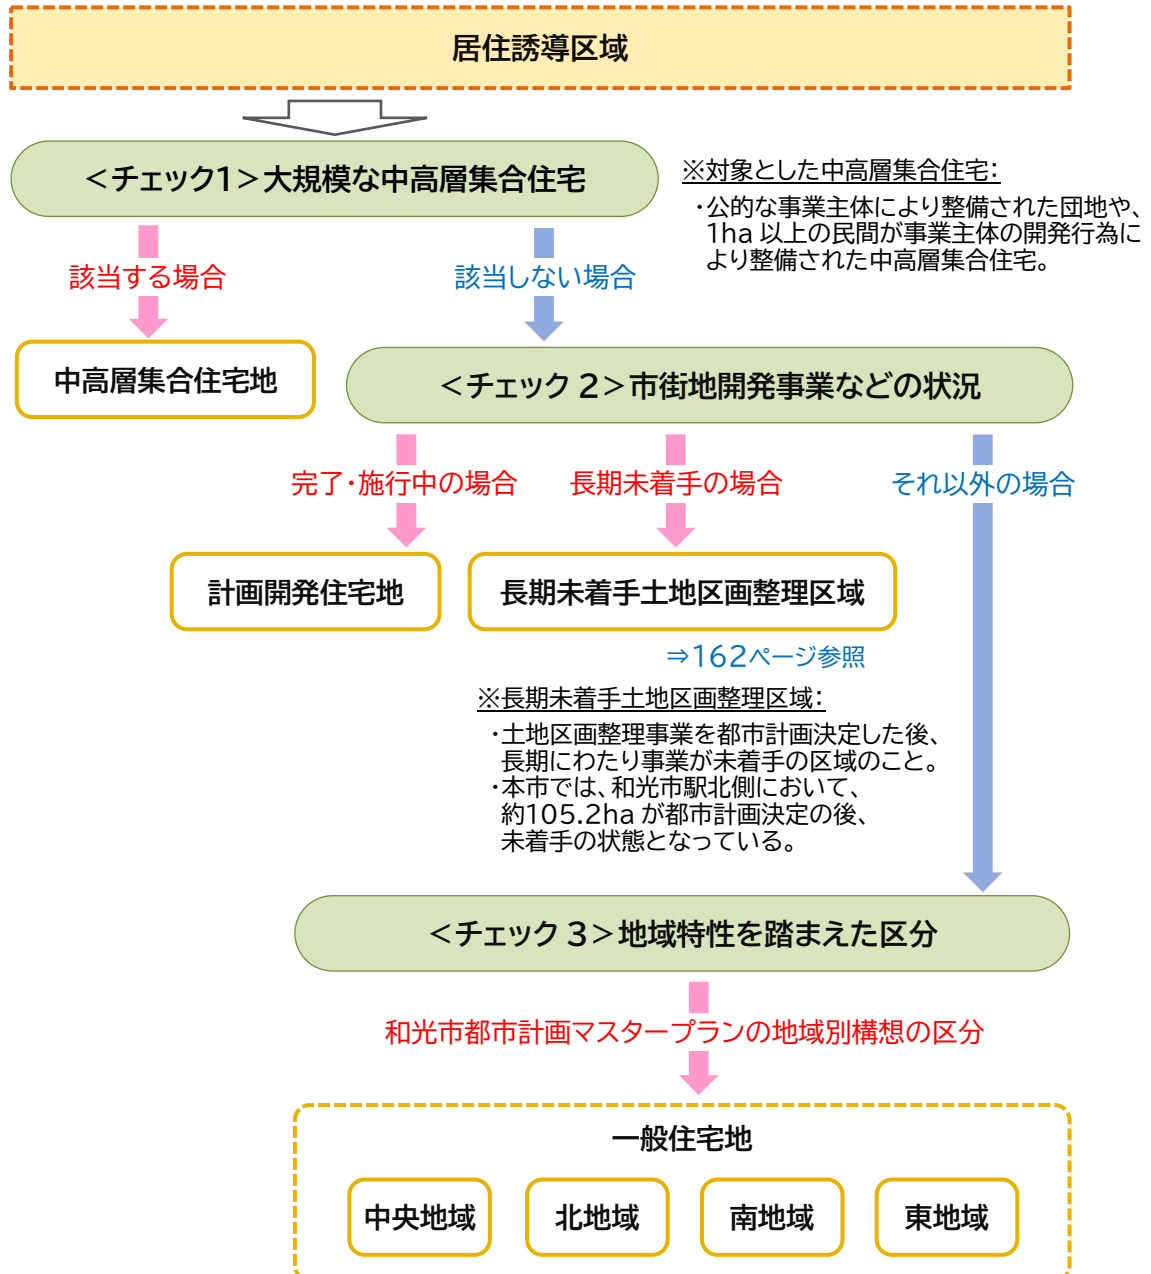 居住誘導区域
＜チェック1＞大規模な中高層集合住宅
※対象とした中高層集合住宅：
・公的な事業主体により整備された団地や、
1ha 以上の民間が事業主体の開発行為に
より整備された中高層集合住宅。
該当する場合
該当しない場合
中高層集合住宅地
＜チェック 2＞市街地開発事業などの状況
完了・施行中の場合
長期未着手の場合
それ以外の場合
計画開発住宅地
長期未着手土地区画整理区域
⇒162ページ参照
※長期未着手土地区画整理区域：
・土地区画整理事業を都市計画決定した後、
長期にわたり事業が未着手の区域のこと。
・本市では、和光市駅北側において、
約105.2ha が都市計画決定の後、
未着手の状態となっている。
＜チェック 3＞地域特性を踏まえた区分
和光市都市計画マスタープランの地域別構想の区分
一般住宅地
中央地域
北地域
南地域
東地域